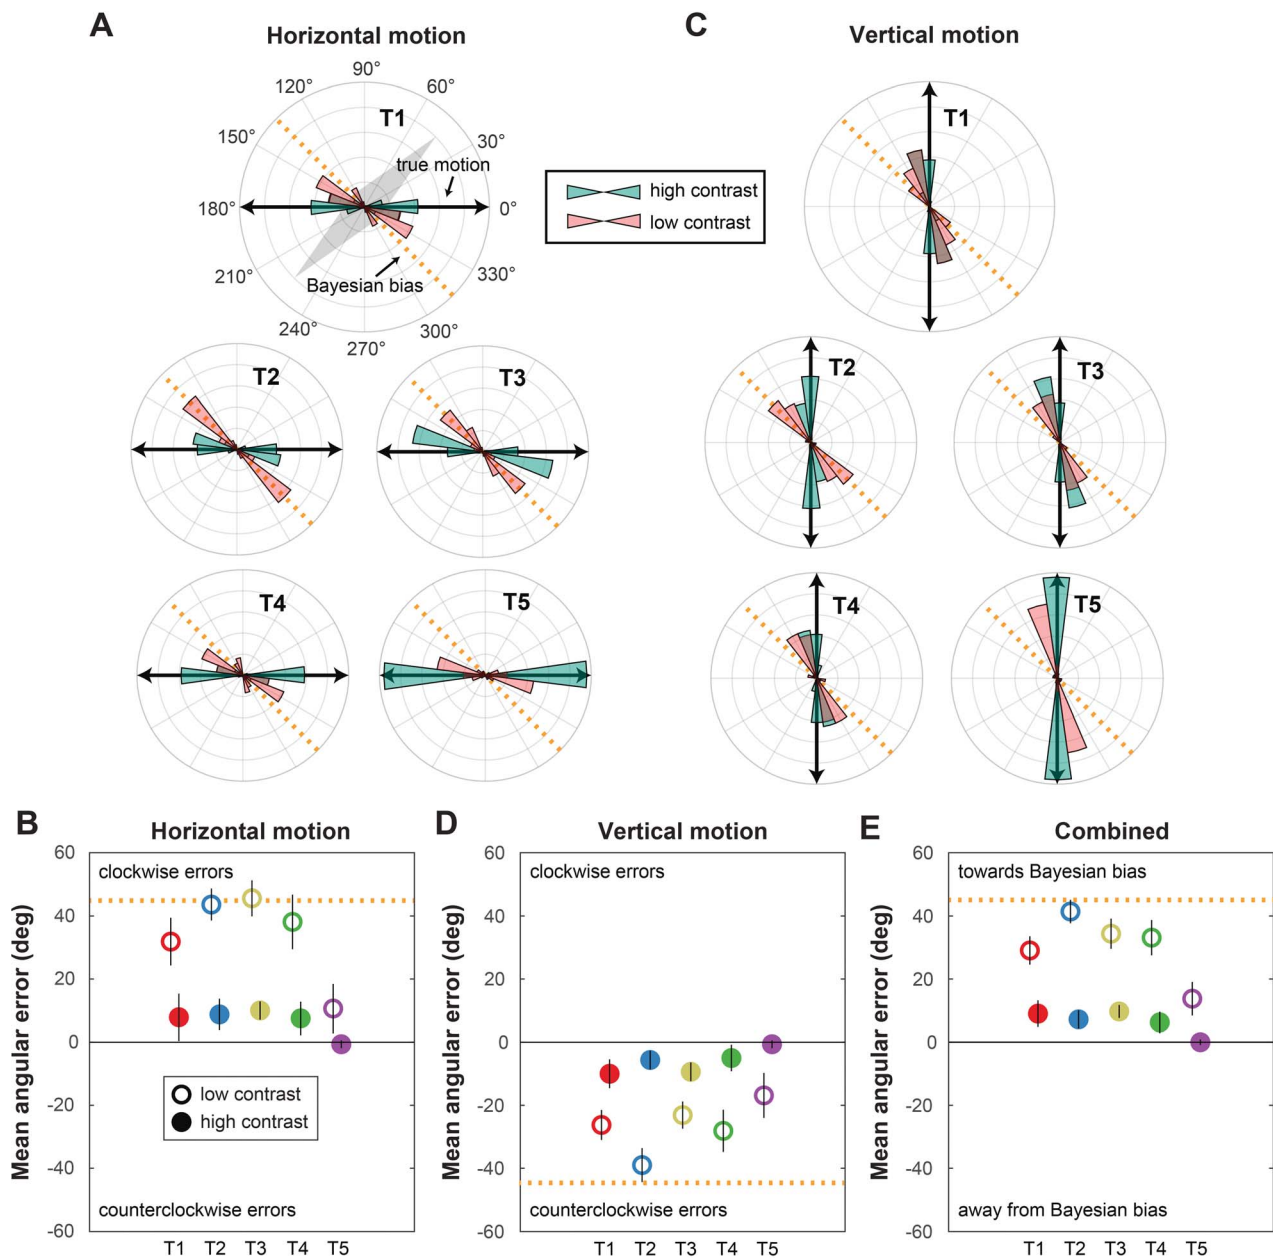 A
Horizontal motion
C
Vertical motion
90°
120°
60°
T1
150°
30°
true motion
180°
0°
210°
Bayesian bias
330°
240°
300°
270°
high contrast
low contrast
T1
T2
T3
T2
T3
T4
T5
T4
T5
B
Horizontal motion
Mean angular error (deg)
60
40
20
0
-20
-40
-60
clockwise errors
low contrast
high contrast
counterclockwise errors
T1 T2 T3 T4 T5
D
Vertical motion
Mean angular error (deg)
60
40
20
0
-20
-40
-60
clockwise errors
counterclockwise errors
T1 T2 T3 T4 T5
E
Combined
Mean angular error (deg)
60
40
20
0
-20
-40
-60
towards Bayesian bias
away from Bayesian bias
T1 T2 T3 T4 T5